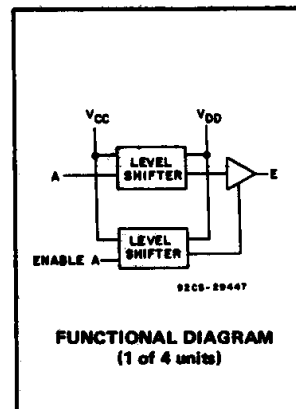 VCC VDD
LEVEL
SHIFTER
A E
LEVEL
SHIFTER
ENABLE A
92CS-29447
FUNCTIONAL DIAGRAM
(1 of 4 units)